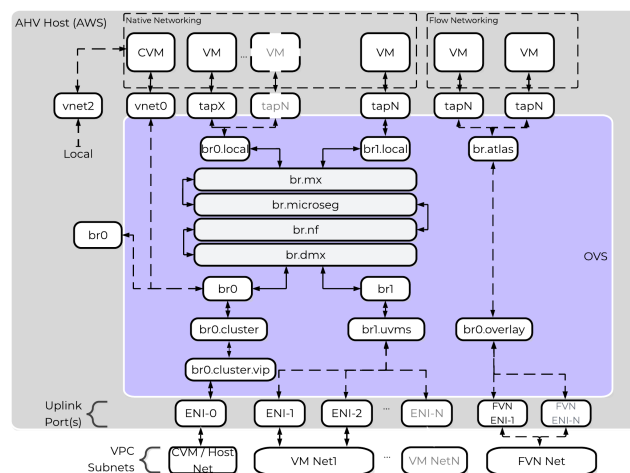 AHV Host (AWS)
Native Networking
Flow Networking
CVM
VM
...
VM
VM
VM
VM
vnet2
vnet0
tapX
tapN
tapN
tapN
tapN
Local
br0.local
br1.local
br.atlas
br.mx
br.microseg
br.nf
br.dmx
br0
OVS
br0
br1
br0.cluster
br1.uvms
br0.overlay
br0.cluster.vip
Uplink
Port(s)
ENI-0
ENI-1
ENI-2
...
ENI-N
FVN
ENI-1
FVN
ENI-N
VPC
Subnets
CVM / Host
Net
VM Net1
...
VM NetN
FVN Net